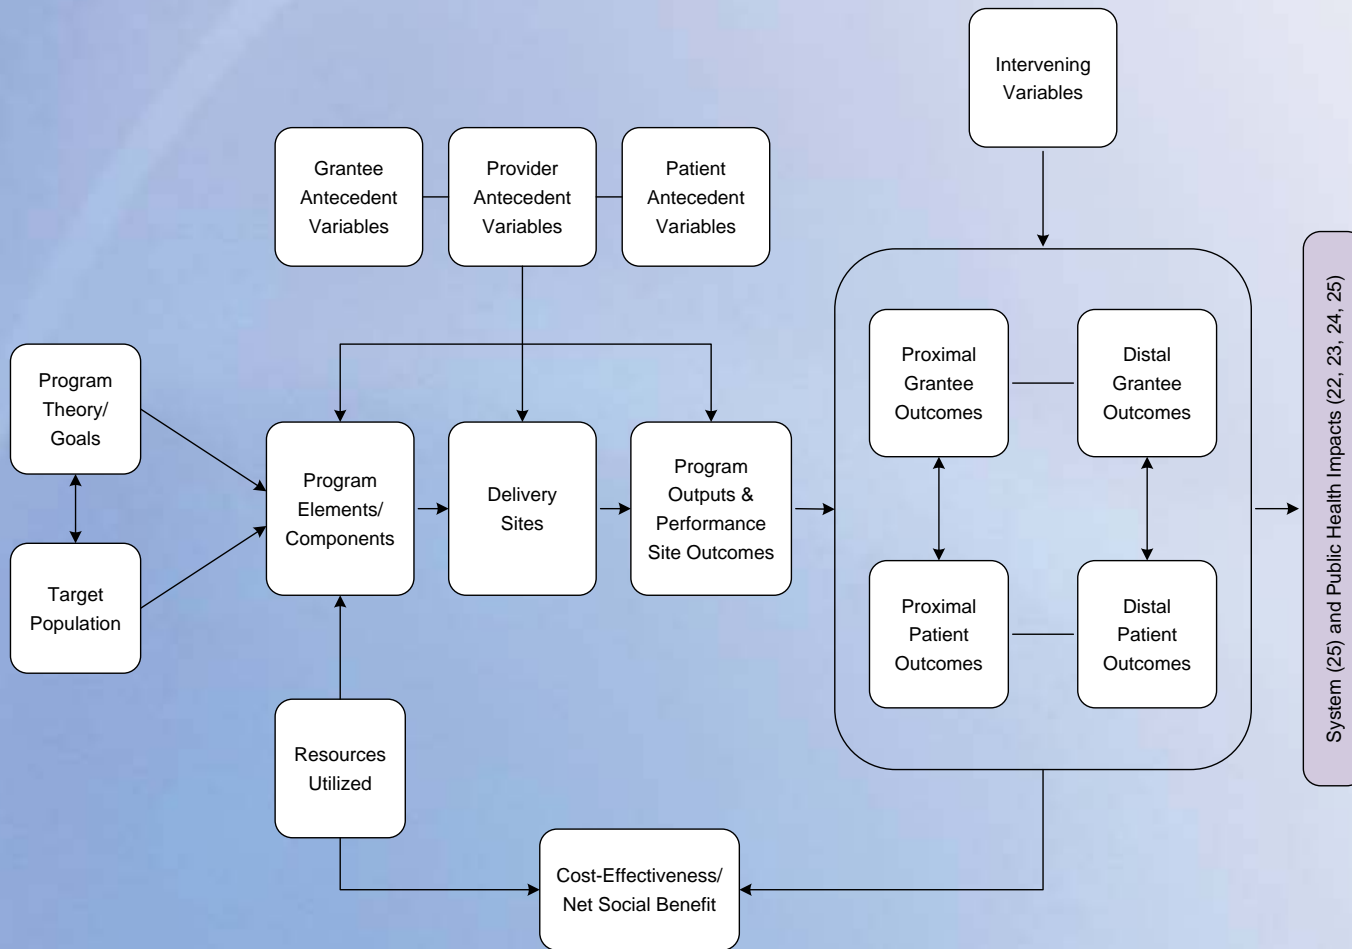 Intervening
Variables
Grantee
Antecedent
Variables
Provider
Antecedent
Variables
Patient
Antecedent
Variables
Program
Theory/
Goals
Target
Population
Program
Elements/
Components
Delivery
Sites
Program
Outputs &
Performance
Site Outcomes
Proximal
Grantee
Outcomes
Distal
Grantee
Outcomes
Proximal
Patient
Outcomes
Distal
Patient
Outcomes
System (25) and Public Health Impacts (22, 23, 24, 25)
Resources
Utilized
Cost-Effectiveness/
Net Social Benefit